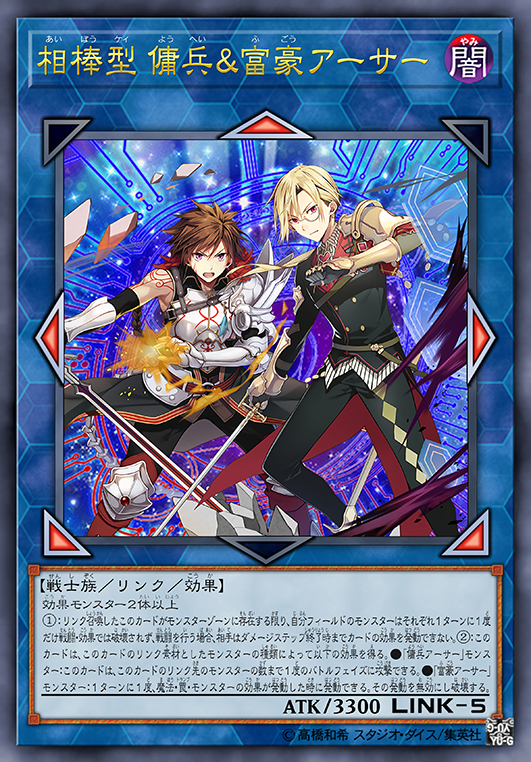 相棒型 傭兵&富豪アーサー
闇
【戦士族／リンク／効果】
効果モンスター2体以上
①：リンク召喚したこのカードがモンスターゾーンに存在する限り、自分フィールドのモンスターはそれぞれ1ターンに1度
だけ戦闘・効果では破壊されず、戦闘を行う場合、相手はダメージステップ終了時までカードの効果を発動できない。②：こ
のカードは、このカードのリンク素材としたモンスターの種類によって以下の効果を得る。●「傭兵アーサー」モンス
ター：このカードは、このカードのリンク先のモンスターの数まで1度のバトルフェイズに攻撃できる。●「富豪アーサー」
モンスター：1ターンに1度、魔法・罠・モンスターの効果が発動した時に発動できる。その発動を無効にし破壊する。
ATK/3300 LINK-5
©高橋和希 スタジオ・ダイス/集英社